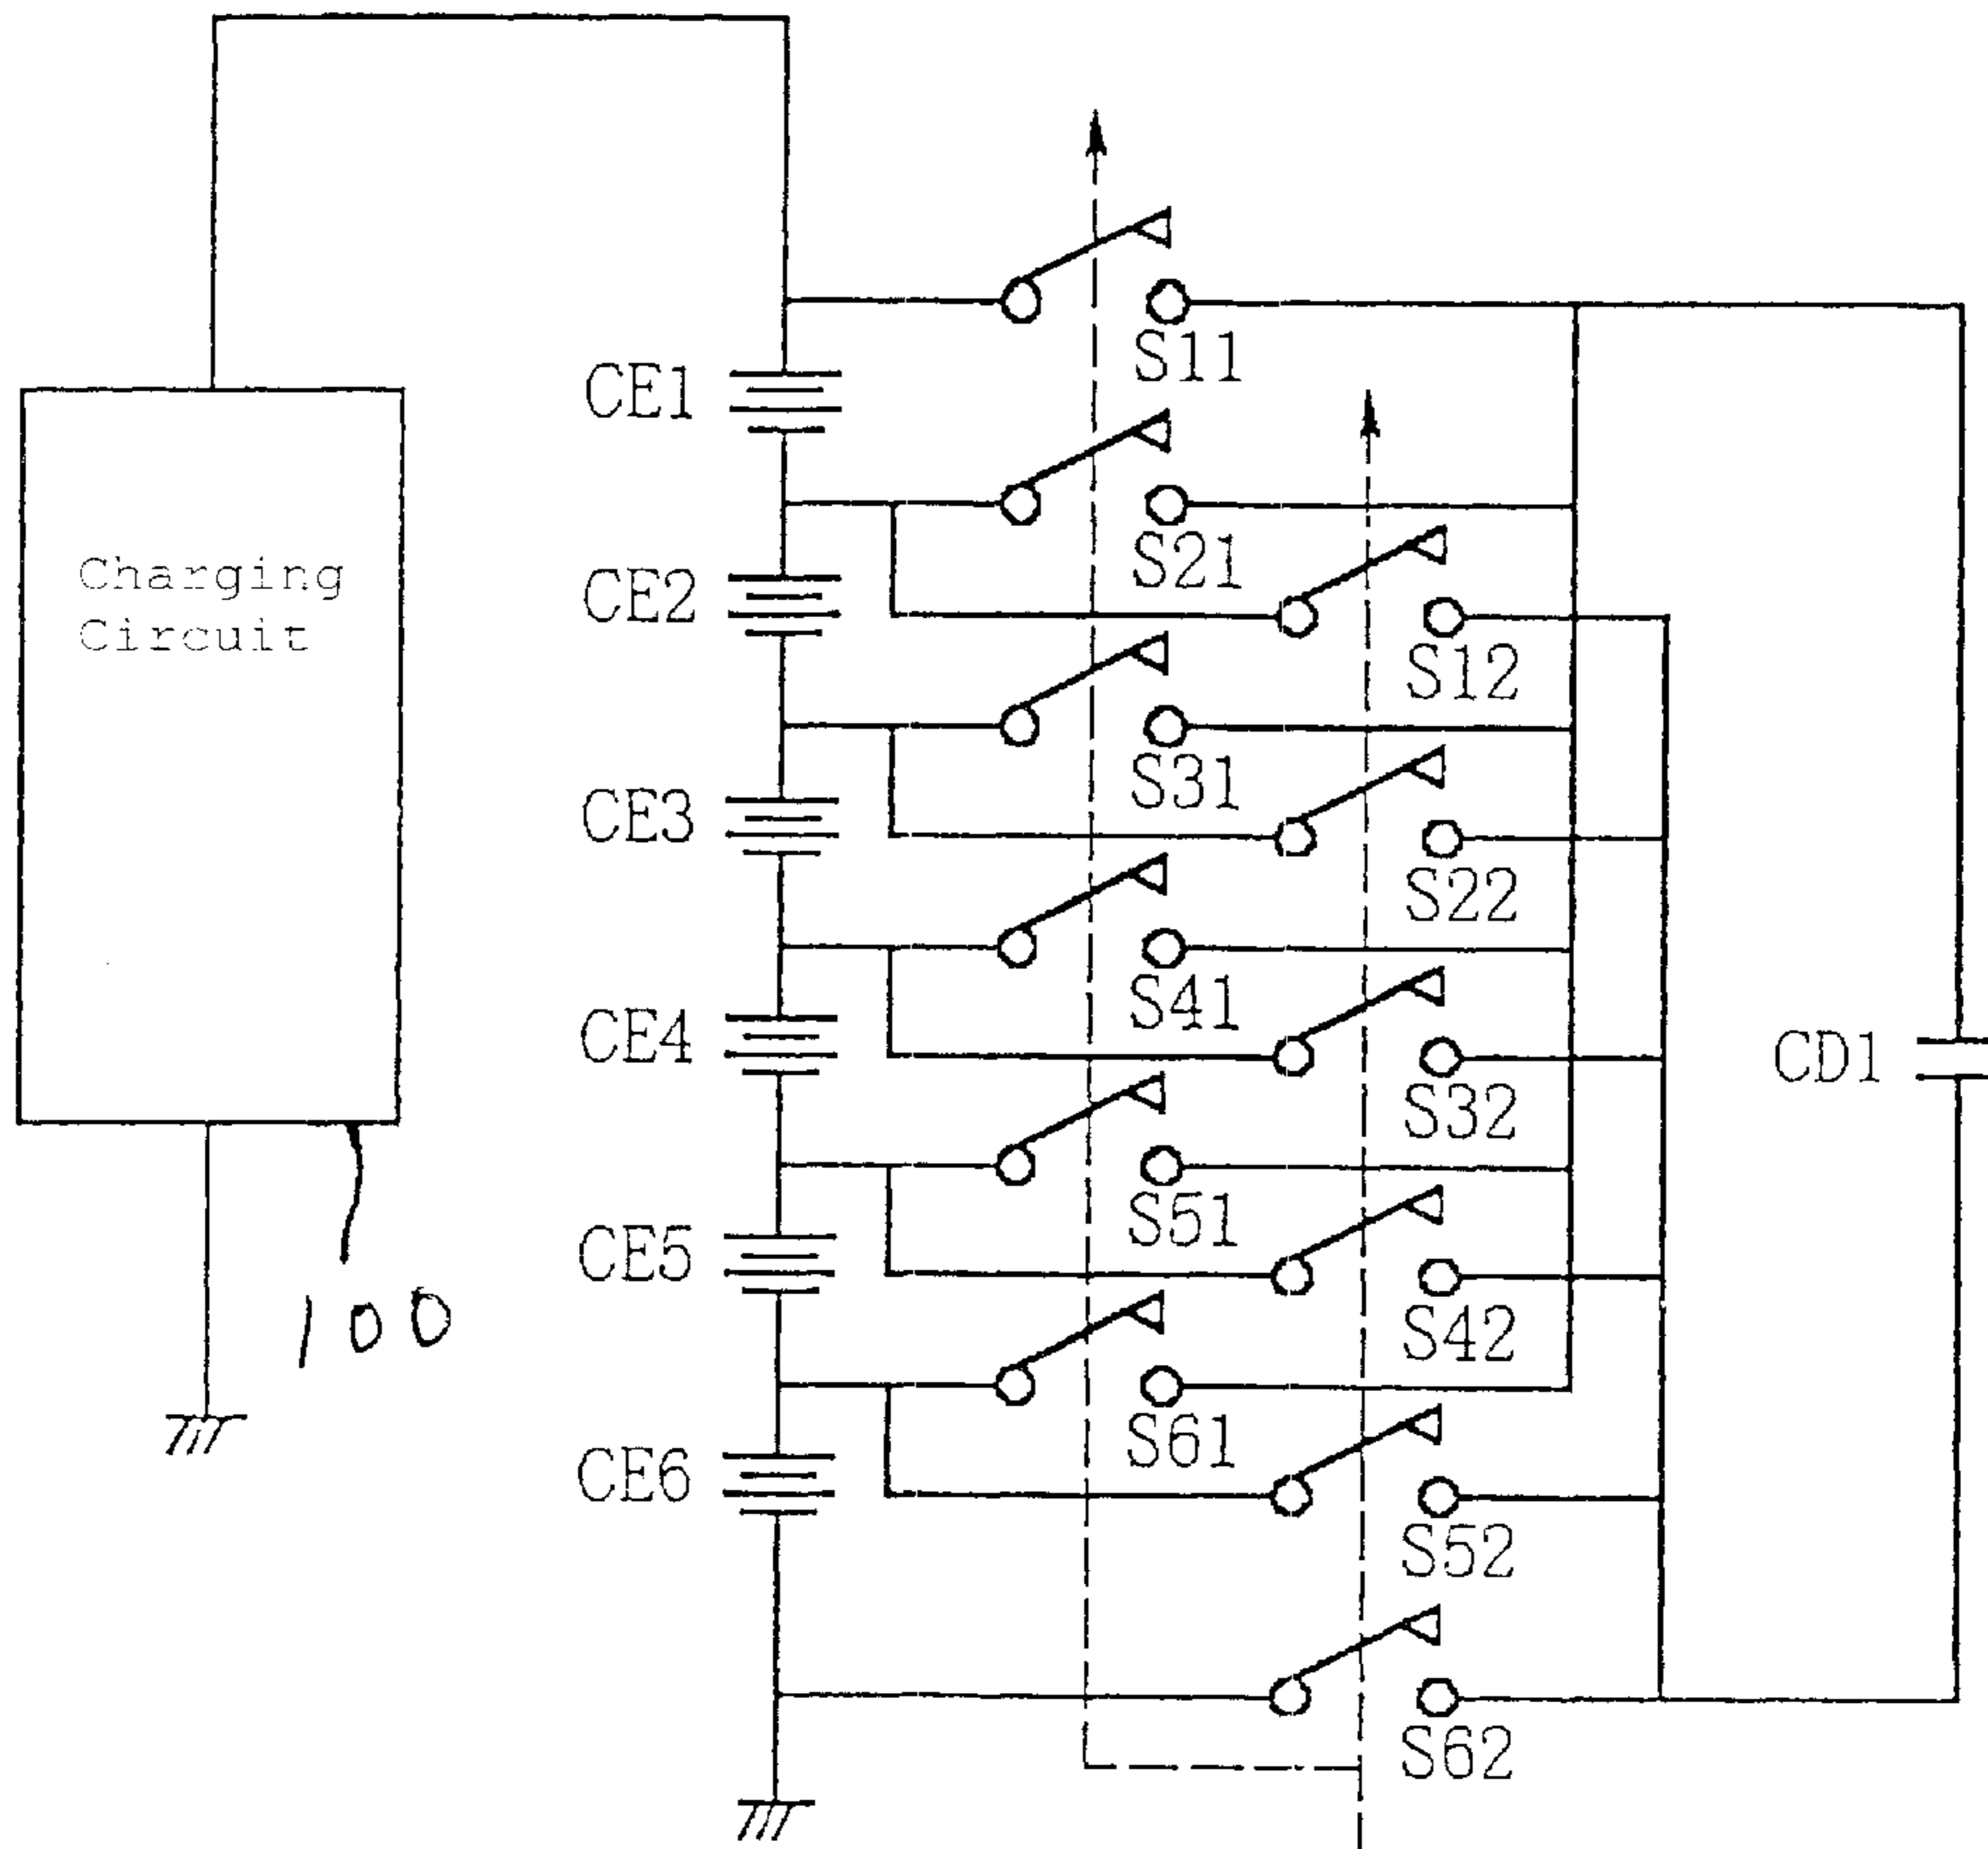 S11
CE1
Charging
Circuit
S21
CE2
S12
S31
CE3
S22
S41
CE4
S32
CD1
S51
CE5
100
S42
S61
CE6
S52
S62